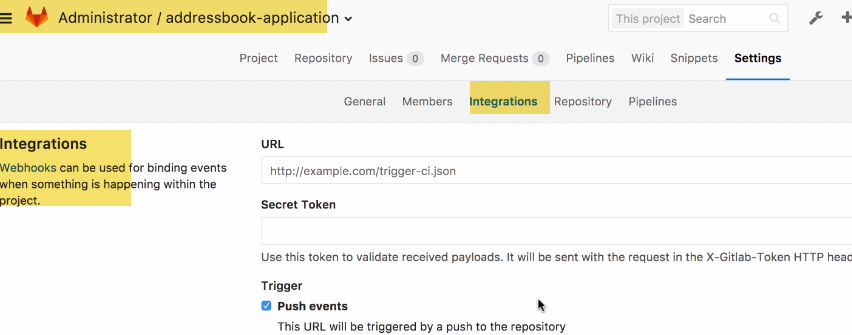 Administrator / addressbook-application
This project Search
Project Repository Issues 0 Merge Requests 0 Pipelines Wiki Snippets Settings
General Members Integrations Repository Pipelines
Integrations
Webhooks can be used for binding events
when something is happening within the
project.
URL
http://example.com/trigger-ci.json
Secret Token
Use this token to validate received payloads. It will be sent with the request in the X-Gitlab-Token HTTP head
Trigger
Push events
This URL will be triggered by a push to the repository